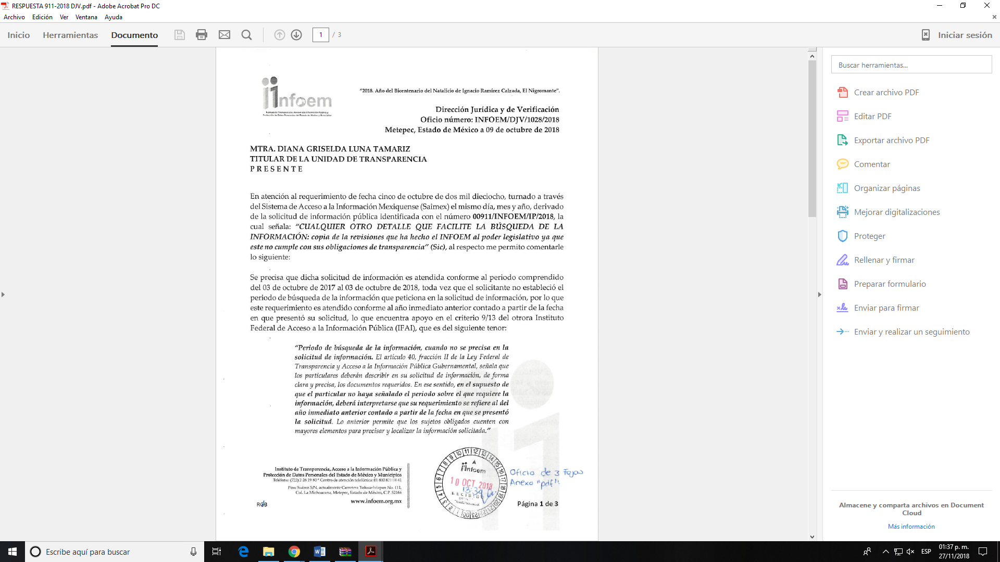 RESPUESTA 911-2018 DJV.pdf - Adobe Acrobat Pro DC
Archivo Edición Ver Ventana Ayuda
Inicio Herramientas Documento 1 / 3 Iniciar sesión
infoem
Instituto de Transparencia, Acceso a la Información Pública y
Protección de Datos Personales del Estado de México y Municipios
"2018. Año del Bicentenario del Natalicio de Ignacio Ramírez Calzada, El Nigromante".
Dirección Jurídica y de Verificación
Oficio número: INFOEM/DJV/1028/2018
Metepec, Estado de México a 09 de octubre de 2018
MTRA. DIANA GRISELDA LUNA TAMARIZ
TITULAR DE LA UNIDAD DE TRANSPARENCIA
P R E S E N T E
En atención al requerimiento de fecha cinco de octubre de dos mil dieciocho, turnado a través
del Sistema de Acceso a la Información Mexiquense (Saimex) el mismo día, mes y año, derivado
de la solicitud de información pública identificada con el número 00911/INFOEM/IP/2018, la
cual señala: "CUALQUIER OTRO DETALLE QUE FACILITE LA BÚSQUEDA DE LA
INFORMACIÓN: copia de la revisiones que ha hecho el INFOEM al poder legislativo ya que
este no cumple con sus obligaciones de transparencia" (Sic), al respecto me permito comentarle
lo siguiente:
Se precisa que dicha solicitud de información es atendida conforme al periodo comprendido
del 03 de octubre de 2017 al 03 de octubre de 2018, toda vez que el solicitante no estableció el
periodo de búsqueda de la información que peticiona en la solicitud de información, por lo que
este requerimiento es atendido conforme al año inmediato anterior contado a partir de la fecha
en que presentó su solicitud, lo que encuentra apoyo en el criterio 9/13 del otrora Instituto
Federal de Acceso a la Información Pública (IFAI), que es del siguiente tenor:
"Periodo de búsqueda de la información, cuando no se precisa en la
solicitud de información. El artículo 40, fracción II de la Ley Federal de
Transparencia y Acceso a la Información Pública Gubernamental, señala que
los particulares deberán describir en su solicitud de información, de forma
clara y precisa, los documentos requeridos. En ese sentido, en el supuesto de
que el particular no haya señalado el periodo sobre el que requiere la
información, deberá interpretarse que su requerimiento se refiere al del
año inmediato anterior contado a partir de la fecha en que se presentó
la solicitud. Lo anterior permite que los sujetos obligados cuenten con
mayores elementos para precisar y localizar la información solicitada."
Instituto de Transparencia, Acceso a la Información Pública y
Protección de Datos Personales del Estado de México y Municipios
Teléfono: (722) 2 26 19 80 * Centro de atención telefónica: 01 800 821 04 41
Pino Suárez S/N, actualmente Carretera Toluca-Ixtapan No. 111,
Col. La Michoacana, Metepec, Estado de México, C.P. 52166
www.infoem.org.mx
RGB
infoem
10 OCT 2018
13:34
RECIBIDO
Oficio de 3 Fojas
Anexo "pdf".
Página 1 de 3
Buscar herramientas...
Crear archivo PDF
Editar PDF
Exportar archivo PDF
Comentar
Organizar páginas
Mejorar digitalizaciones
Proteger
Rellenar y firmar
Preparar formulario
Enviar para firmar
Enviar y realizar un seguimiento
Almacene y comparta archivos en Document
Cloud
Más información
Escribe aquí para buscar
ESP
01:37 p. m.
27/11/2018